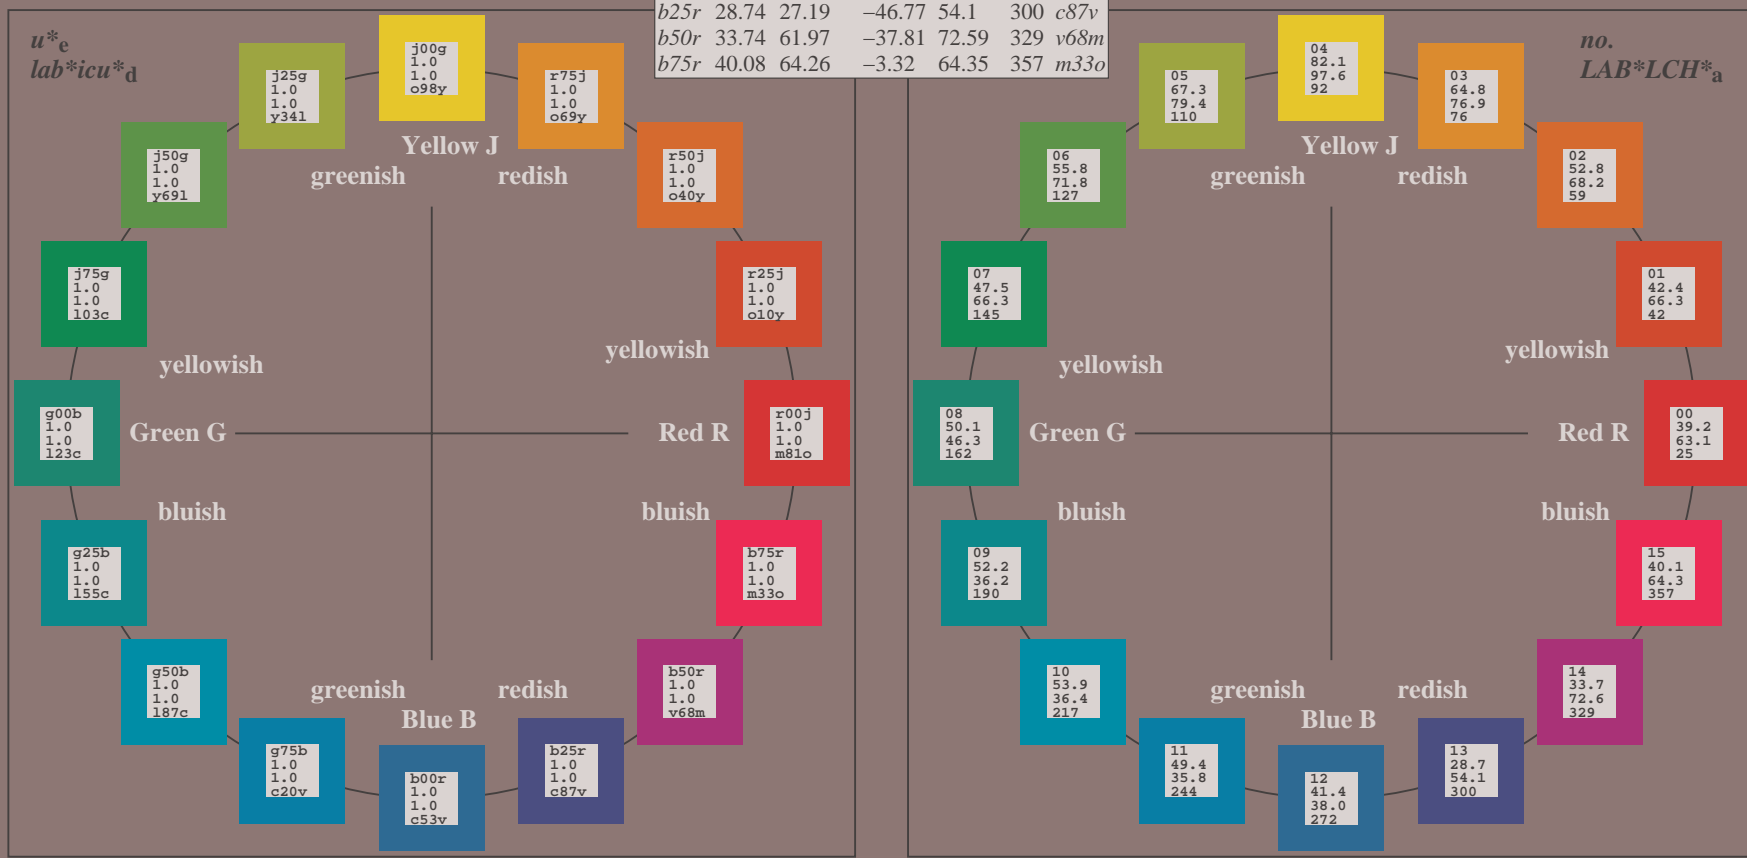 b25r 28.74 27.19 −46.77 54.1 300 c87v
b50r 33.74 61.97 −37.81 72.59 329 v68m
b75r 40.08 64.26 −3.32 64.35 357 m33o
u*e
lab*icu*d
j00g
1.0
1.0
o98y
j25g
1.0
1.0
y34l
r75j
1.0
1.0
o69y
Yellow J
greenish redish
j50g
1.0
1.0
y69l
r50j
1.0
1.0
o40y
j75g
1.0
1.0
l03c
r25j
1.0
1.0
o10y
yellowish yellowish
g00b
1.0
1.0
l23c
Green G
Red R
r00j
1.0
1.0
m81o
bluish bluish
g25b
1.0
1.0
l55c
b75r
1.0
1.0
m33o
g50b
1.0
1.0
l87c
b50r
1.0
1.0
v68m
greenish redish
Blue B
g75b
1.0
1.0
c20v
b00r
1.0
1.0
c53v
b25r
1.0
1.0
c87v
no.
LAB*LCH*a
04
82.1
97.6
92
05
67.3
79.4
110
03
64.8
76.9
76
Yellow J
greenish redish
06
55.8
71.8
127
02
52.8
68.2
59
07
47.5
66.3
145
01
42.4
66.3
42
yellowish yellowish
08
50.1
46.3
162
Green G
Red R
00
39.2
63.1
25
bluish bluish
09
52.2
36.2
190
15
40.1
64.3
357
10
53.9
36.4
217
14
33.7
72.6
329
greenish redish
Blue B
11
49.4
35.8
244
12
41.4
38.0
272
13
28.7
54.1
300